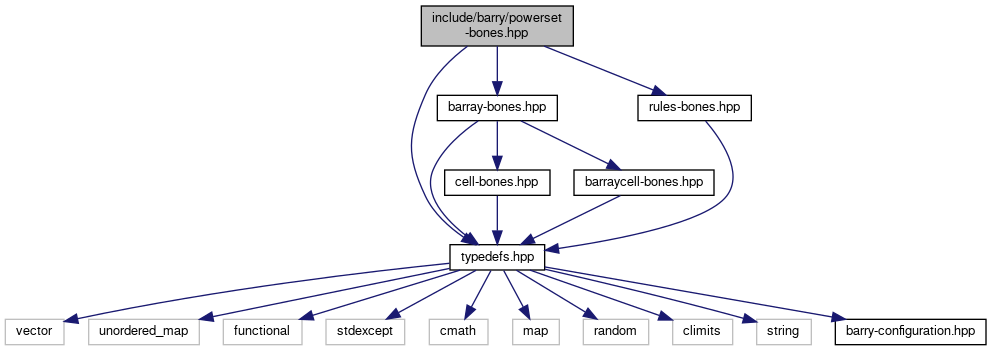 include/barry/powerset
-bones.hpp
barray-bones.hpp
rules-bones.hpp
cell-bones.hpp
barraycell-bones.hpp
typedefs.hpp
vector
unordered_map
functional
stdexcept
cmath
map
random
climits
string
barry-configuration.hpp